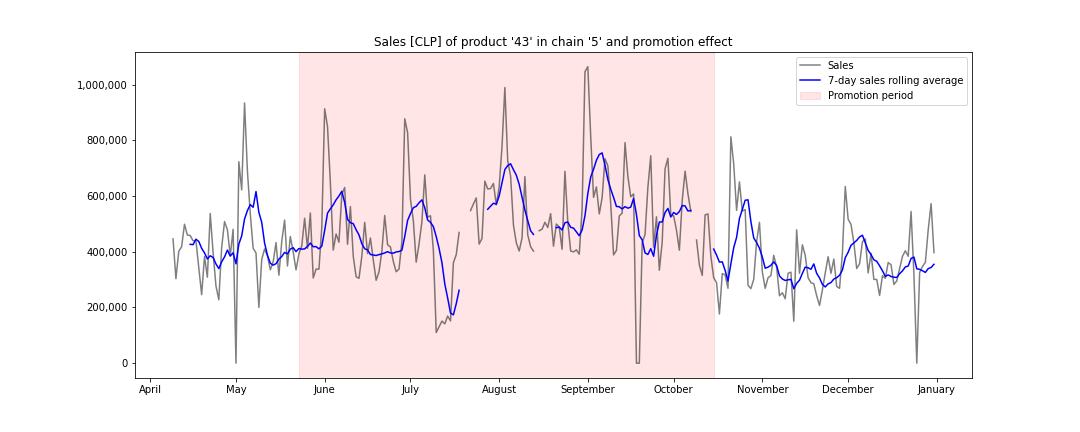 Sales [CLP] of product '43' in chain '5' and promotion effect
Sales
7-day sales rolling average
Promotion period
1,000,000
800,000
600,000
400,000
200,000
0
April May June July August September October November December January